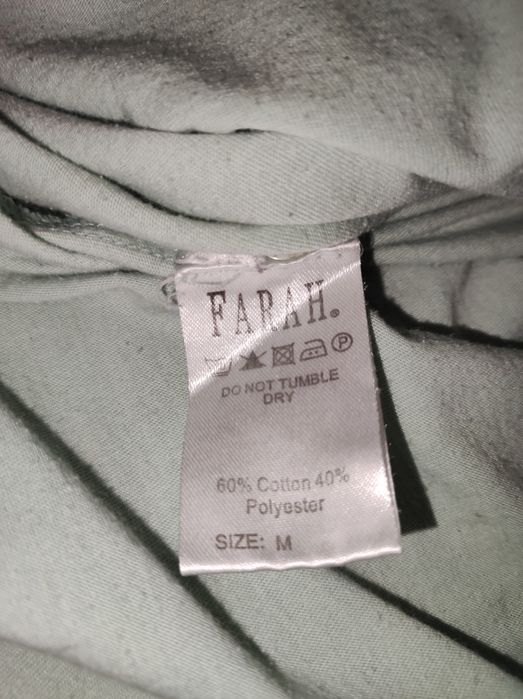 FARAH®
P
DO NOT TUMBLE
DRY
60% Cotton 40%
Polyester
SIZE: M